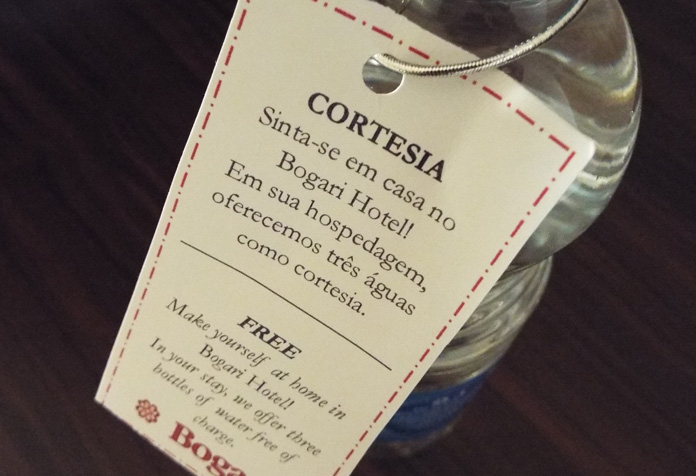 CORTESIA
Sinta-se em casa no
Bogari Hotel!
Em sua hospedagem,
oferecemos três águas
como cortesia.
FREE
Make yourself at home in
Bogari Hotel!
In your stay, we offer three
bottles of water free of
charge.